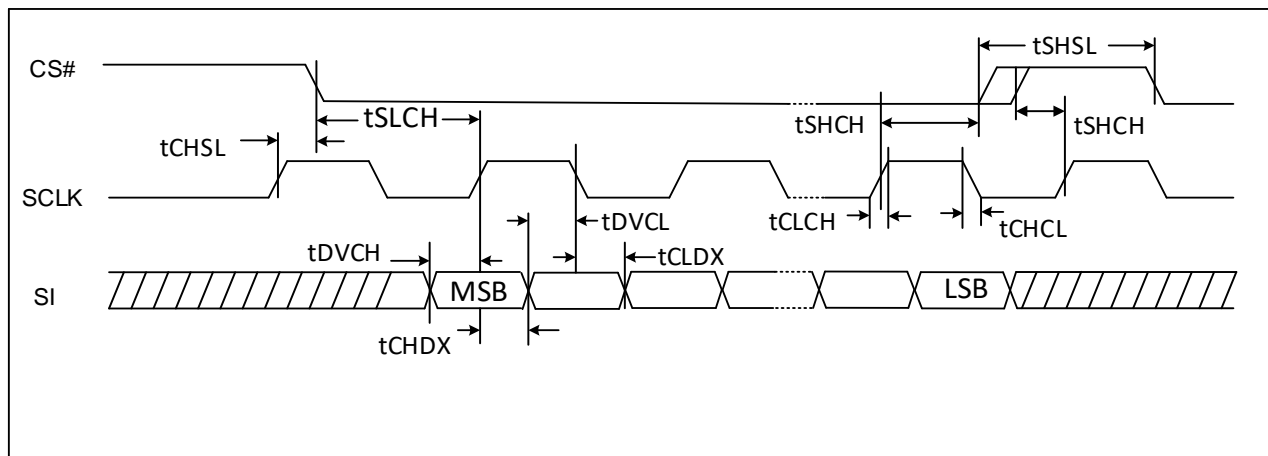 tSHSL
CS#
tSLCH
tSHCH
tSHCH
tCHSL
SCLK
tDVCL
tCLCH
tCHCL
tDVCH
tCLDX
SI
MSB
LSB
tCHDX